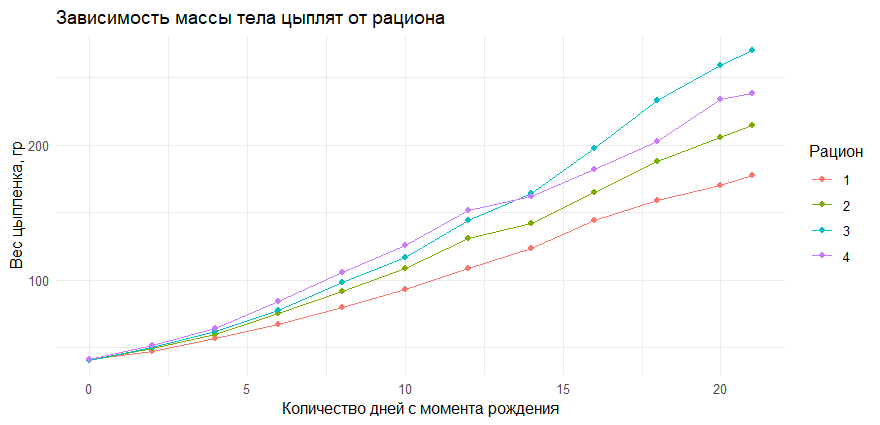 Зависимость массы тела цыплят от рациона
Вес цыпленка, гр
200
100
0
5
10
15
20
Количество дней с момента рождения
Рацион
1
2
3
4